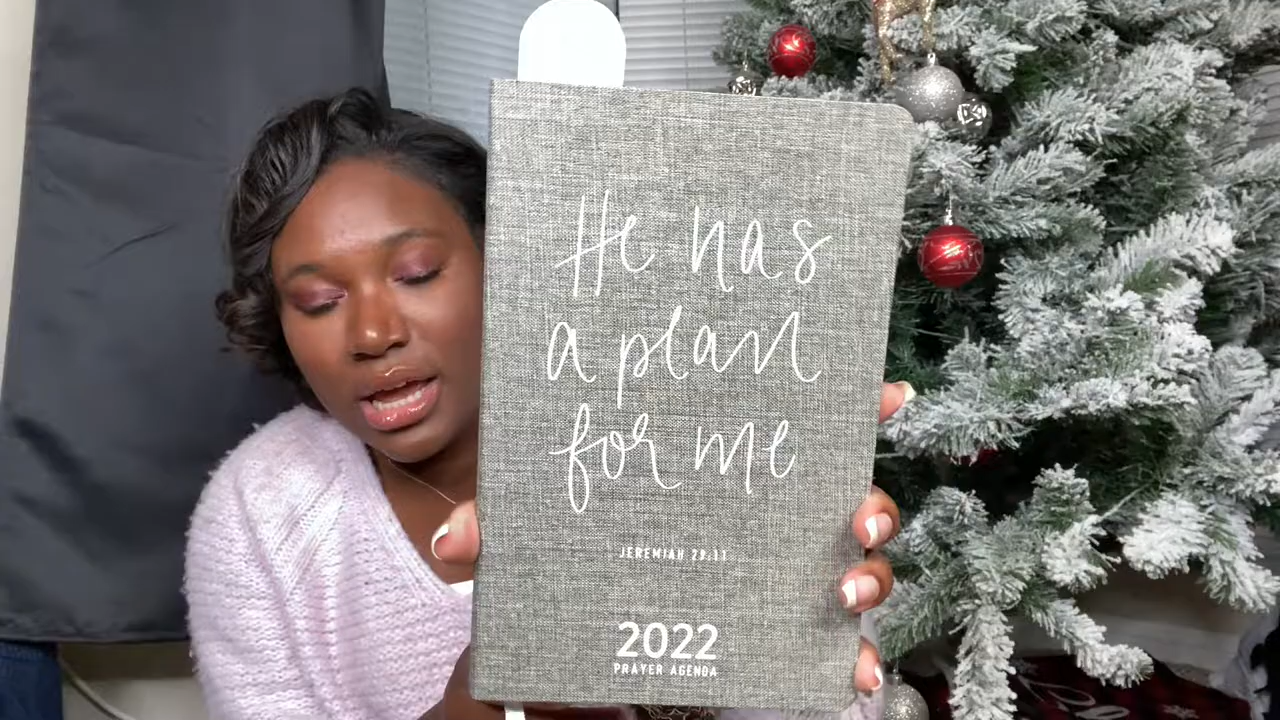 He has
a plan
for me
JEREMIAH 29:11
2022
PRAYER AGENDA